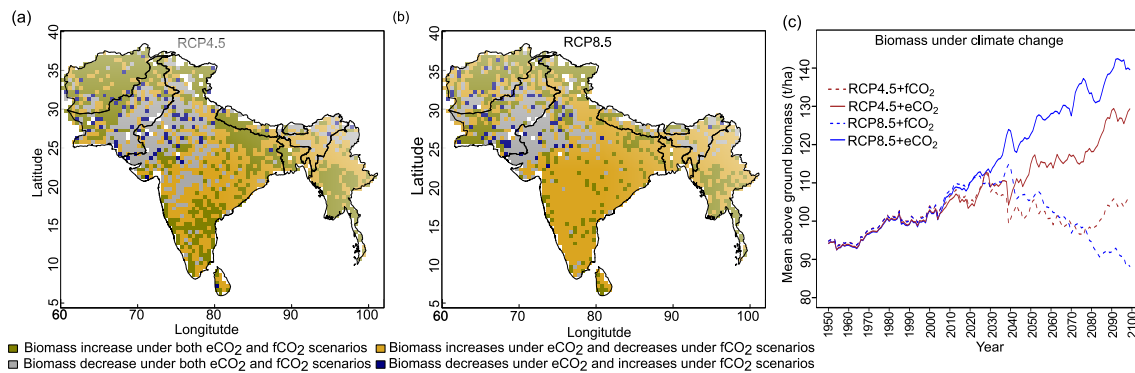 (a)
RCP4.5
Latitude
40
35
30
25
20
15
10
5
60
70
80
90
100
Longitutde
(b)
RCP8.5
Latitude
40
35
30
25
20
15
10
5
60
70
80
90
100
Longitutde
(c)
Biomass under climate change
RCP4.5+fCO₂
RCP4.5+eCO₂
RCP8.5+fCO₂
RCP8.5+eCO₂
Mean above ground biomass (t/ha)
140
130
120
110
100
90
80
1950
1960
1970
1980
1990
2000
2010
2020
2030
2040
2050
2060
2070
2080
2090
2100
Year
Biomass increase under both eCO₂ and fCO₂ scenarios
Biomass increases under eCO₂ and decreases under fCO₂ scenarios
Biomass decrease under both eCO₂ and fCO₂ scenarios
Biomass decreases under eCO₂ and increases under fCO₂ scenarios